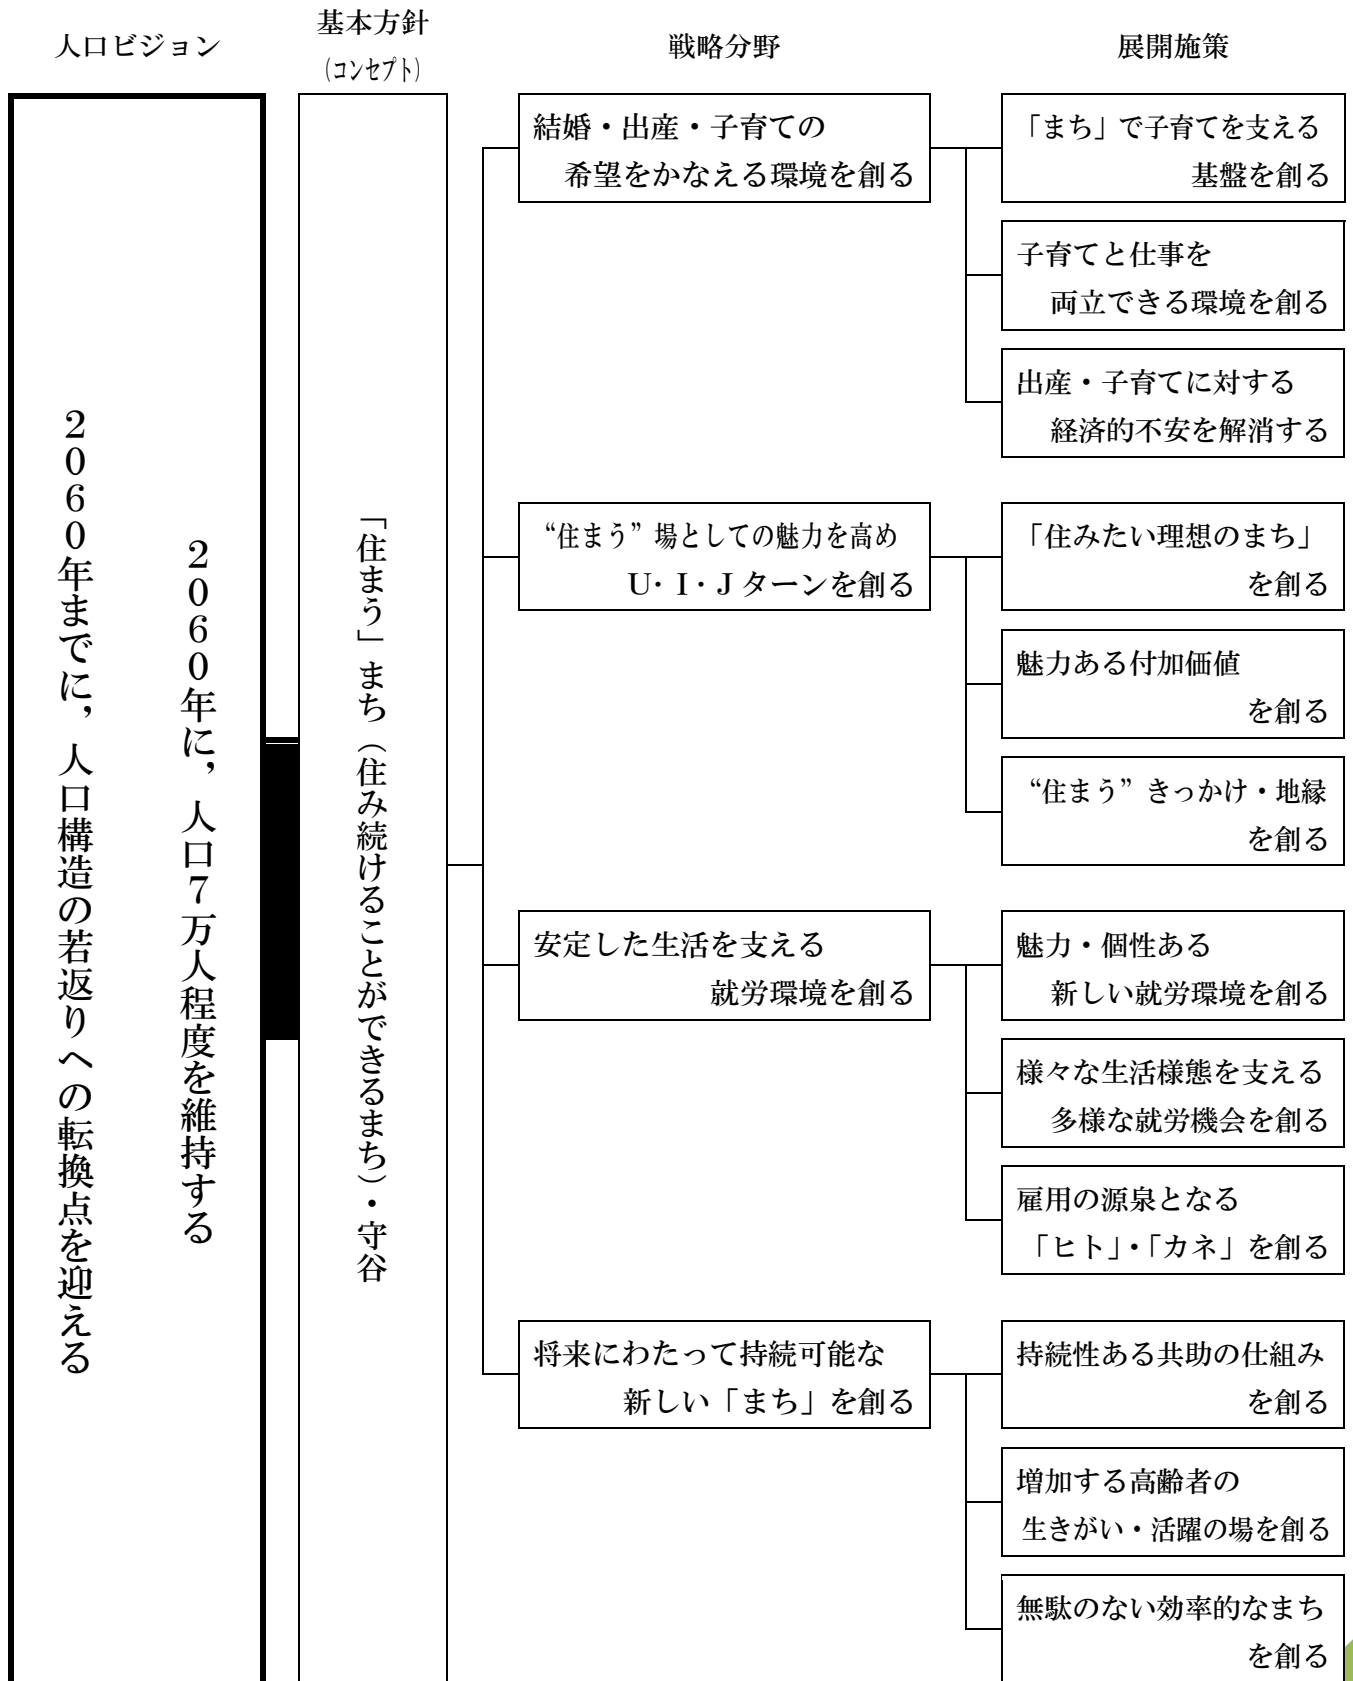 人口ビジョン
基本方針
（コンセプト）
戦略分野
展開施策
2060年に，人口7万人程度を維持する
2060年までに，人口構造の若返りへの転換点を迎える
「住まう」まち（住み続けることができるまち）・守谷
結婚・出産・子育ての
希望をかなえる環境を創る
「まち」で子育てを支える
基盤を創る
子育てと仕事を
両立できる環境を創る
出産・子育てに対する
経済的不安を解消する
“住まう”場としての魅力を高め
U・I・Jターンを創る
「住みたい理想のまち」
を創る
魅力ある付加価値
を創る
“住まう”きっかけ・地縁
を創る
安定した生活を支える
就労環境を創る
魅力・個性ある
新しい就労環境を創る
様々な生活様態を支える
多様な就労機会を創る
雇用の源泉となる
「ヒト」・「カネ」を創る
将来にわたって持続可能な
新しい「まち」を創る
持続性ある共助の仕組み
を創る
増加する高齢者の
生きがい・活躍の場を創る
無駄のない効率的なまち
を創る